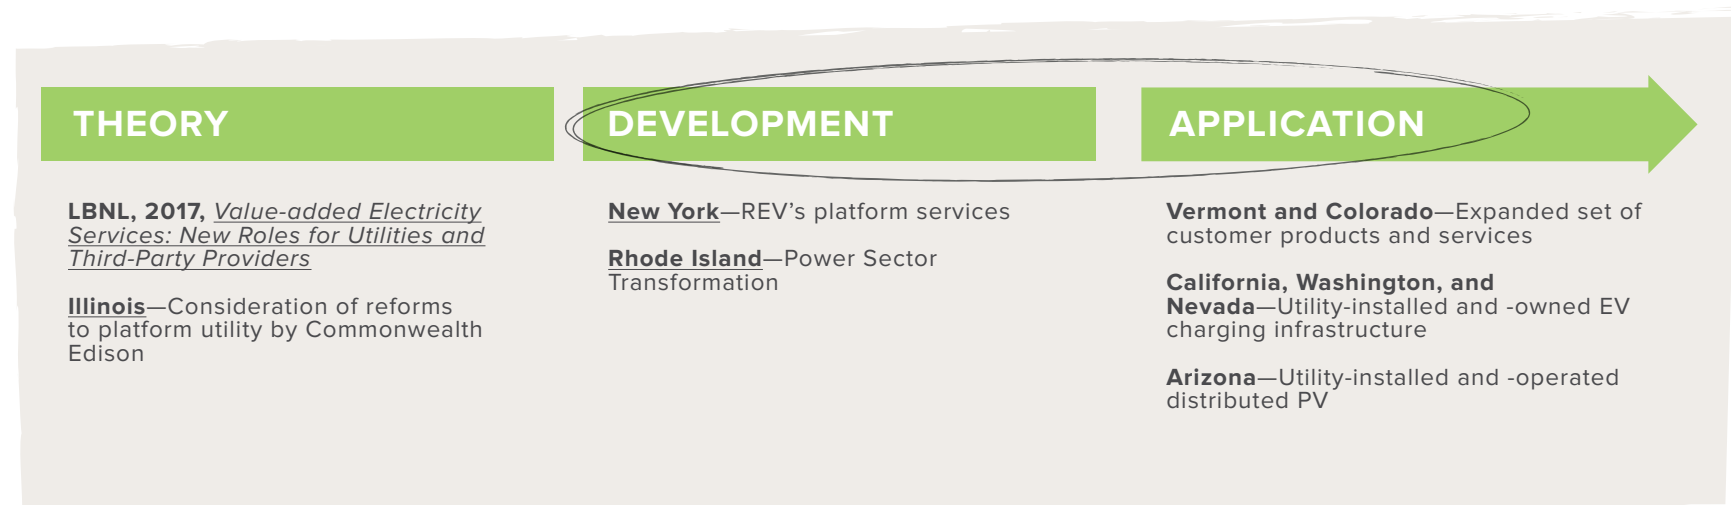 THEORY
LBNL, 2017, Value-added Electricity
Services: New Roles for Utilities and
Third-Party Providers
Illinois—Consideration of reforms
to platform utility by Commonwealth
Edison
DEVELOPMENT
New York—REV’s platform services
Rhode Island—Power Sector
Transformation
APPLICATION
Vermont and Colorado—Expanded set of
customer products and services
California, Washington, and
Nevada—Utility-installed and -owned EV
charging infrastructure
Arizona—Utility-installed and -operated
distributed PV